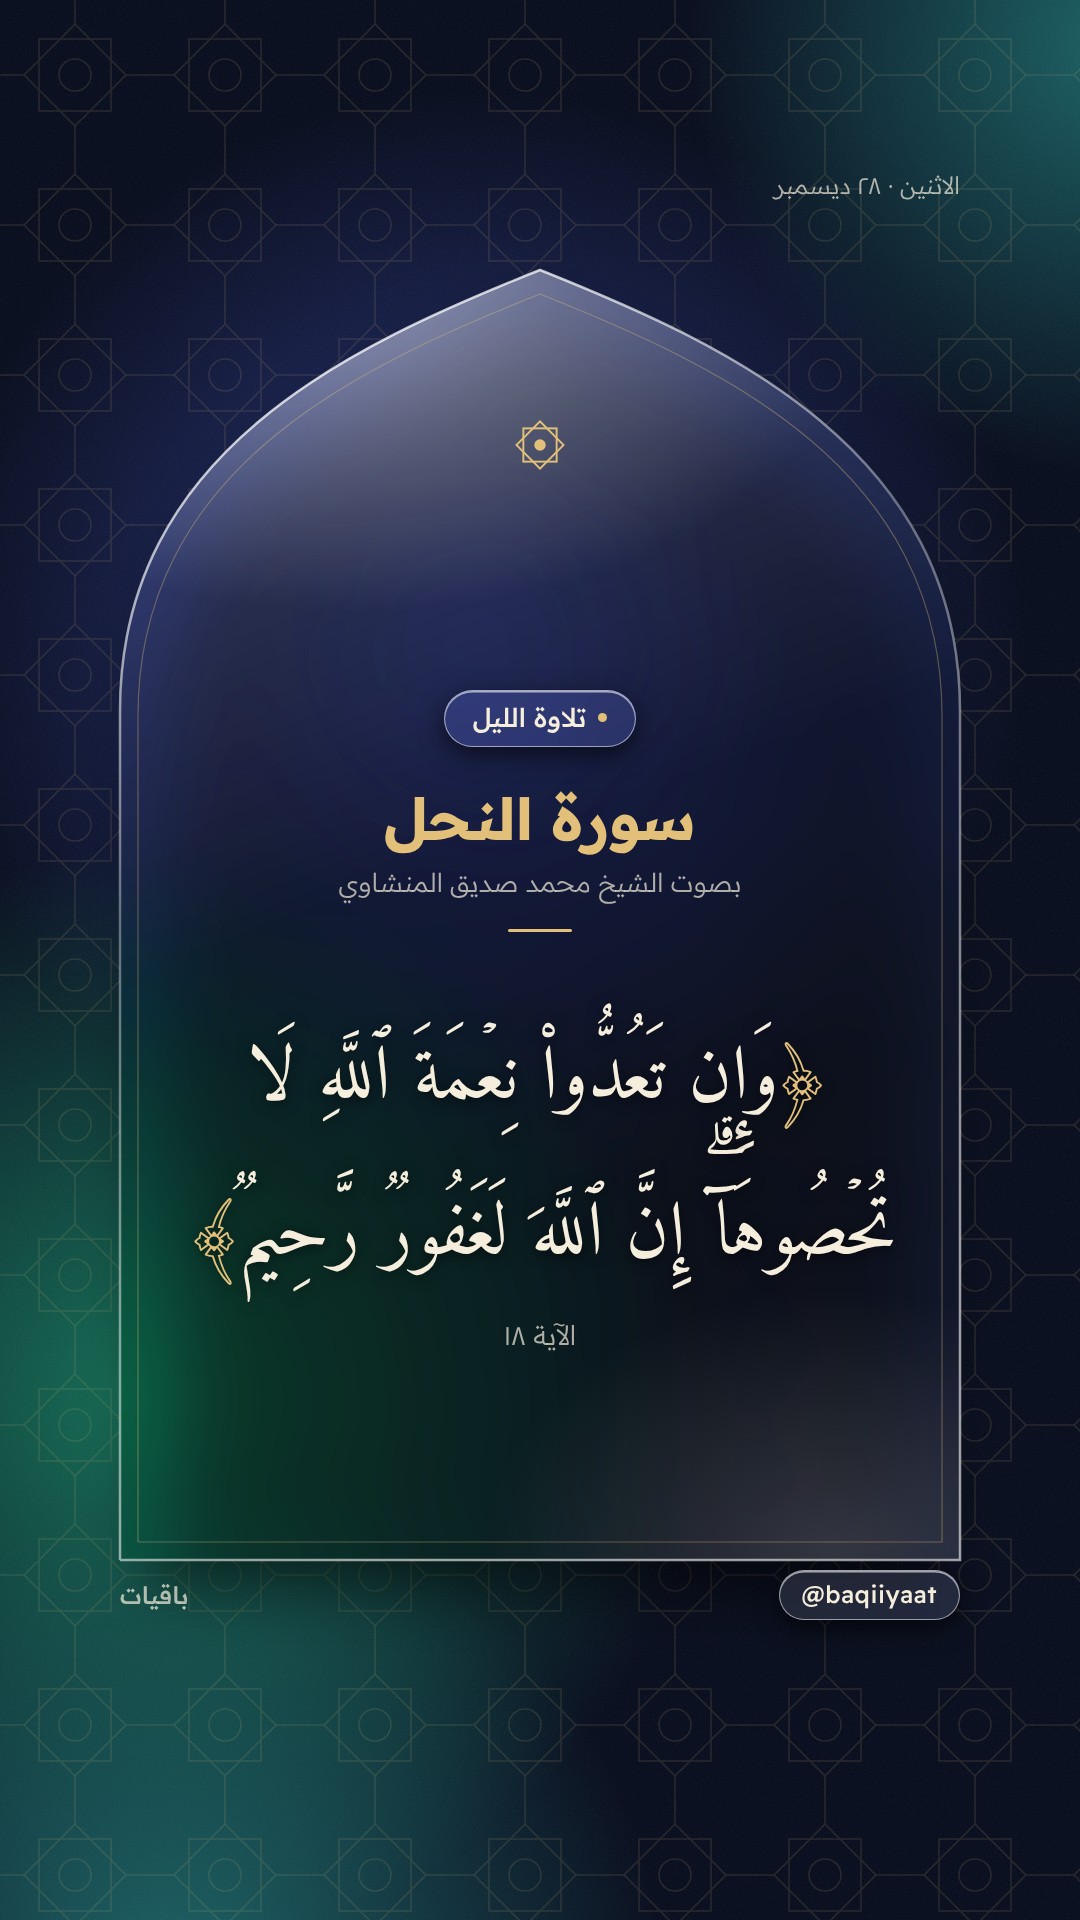 الاثنين · ٢٨ ديسمبر
تلاوة الليل
سورة النحل
بصوت الشيخ محمد صديق المنشاوي
﴿وَإِن تَعُدُّوا۟ نِعْمَةَ ٱللَّهِ لَا
تُحْصُوهَآ ۗ إِنَّ ٱللَّهَ لَغَفُورٌ رَّحِيمٌ﴾
الآية ١٨
@baqiiyaat
باقيات